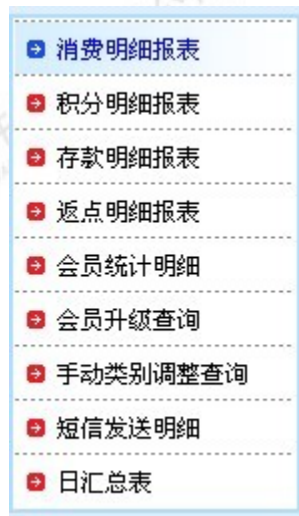 消费明细报表
积分明细报表
存款明细报表
返点明细报表
会员统计明细
会员升级查询
手动类别调整查询
短信发送明细
日汇总表